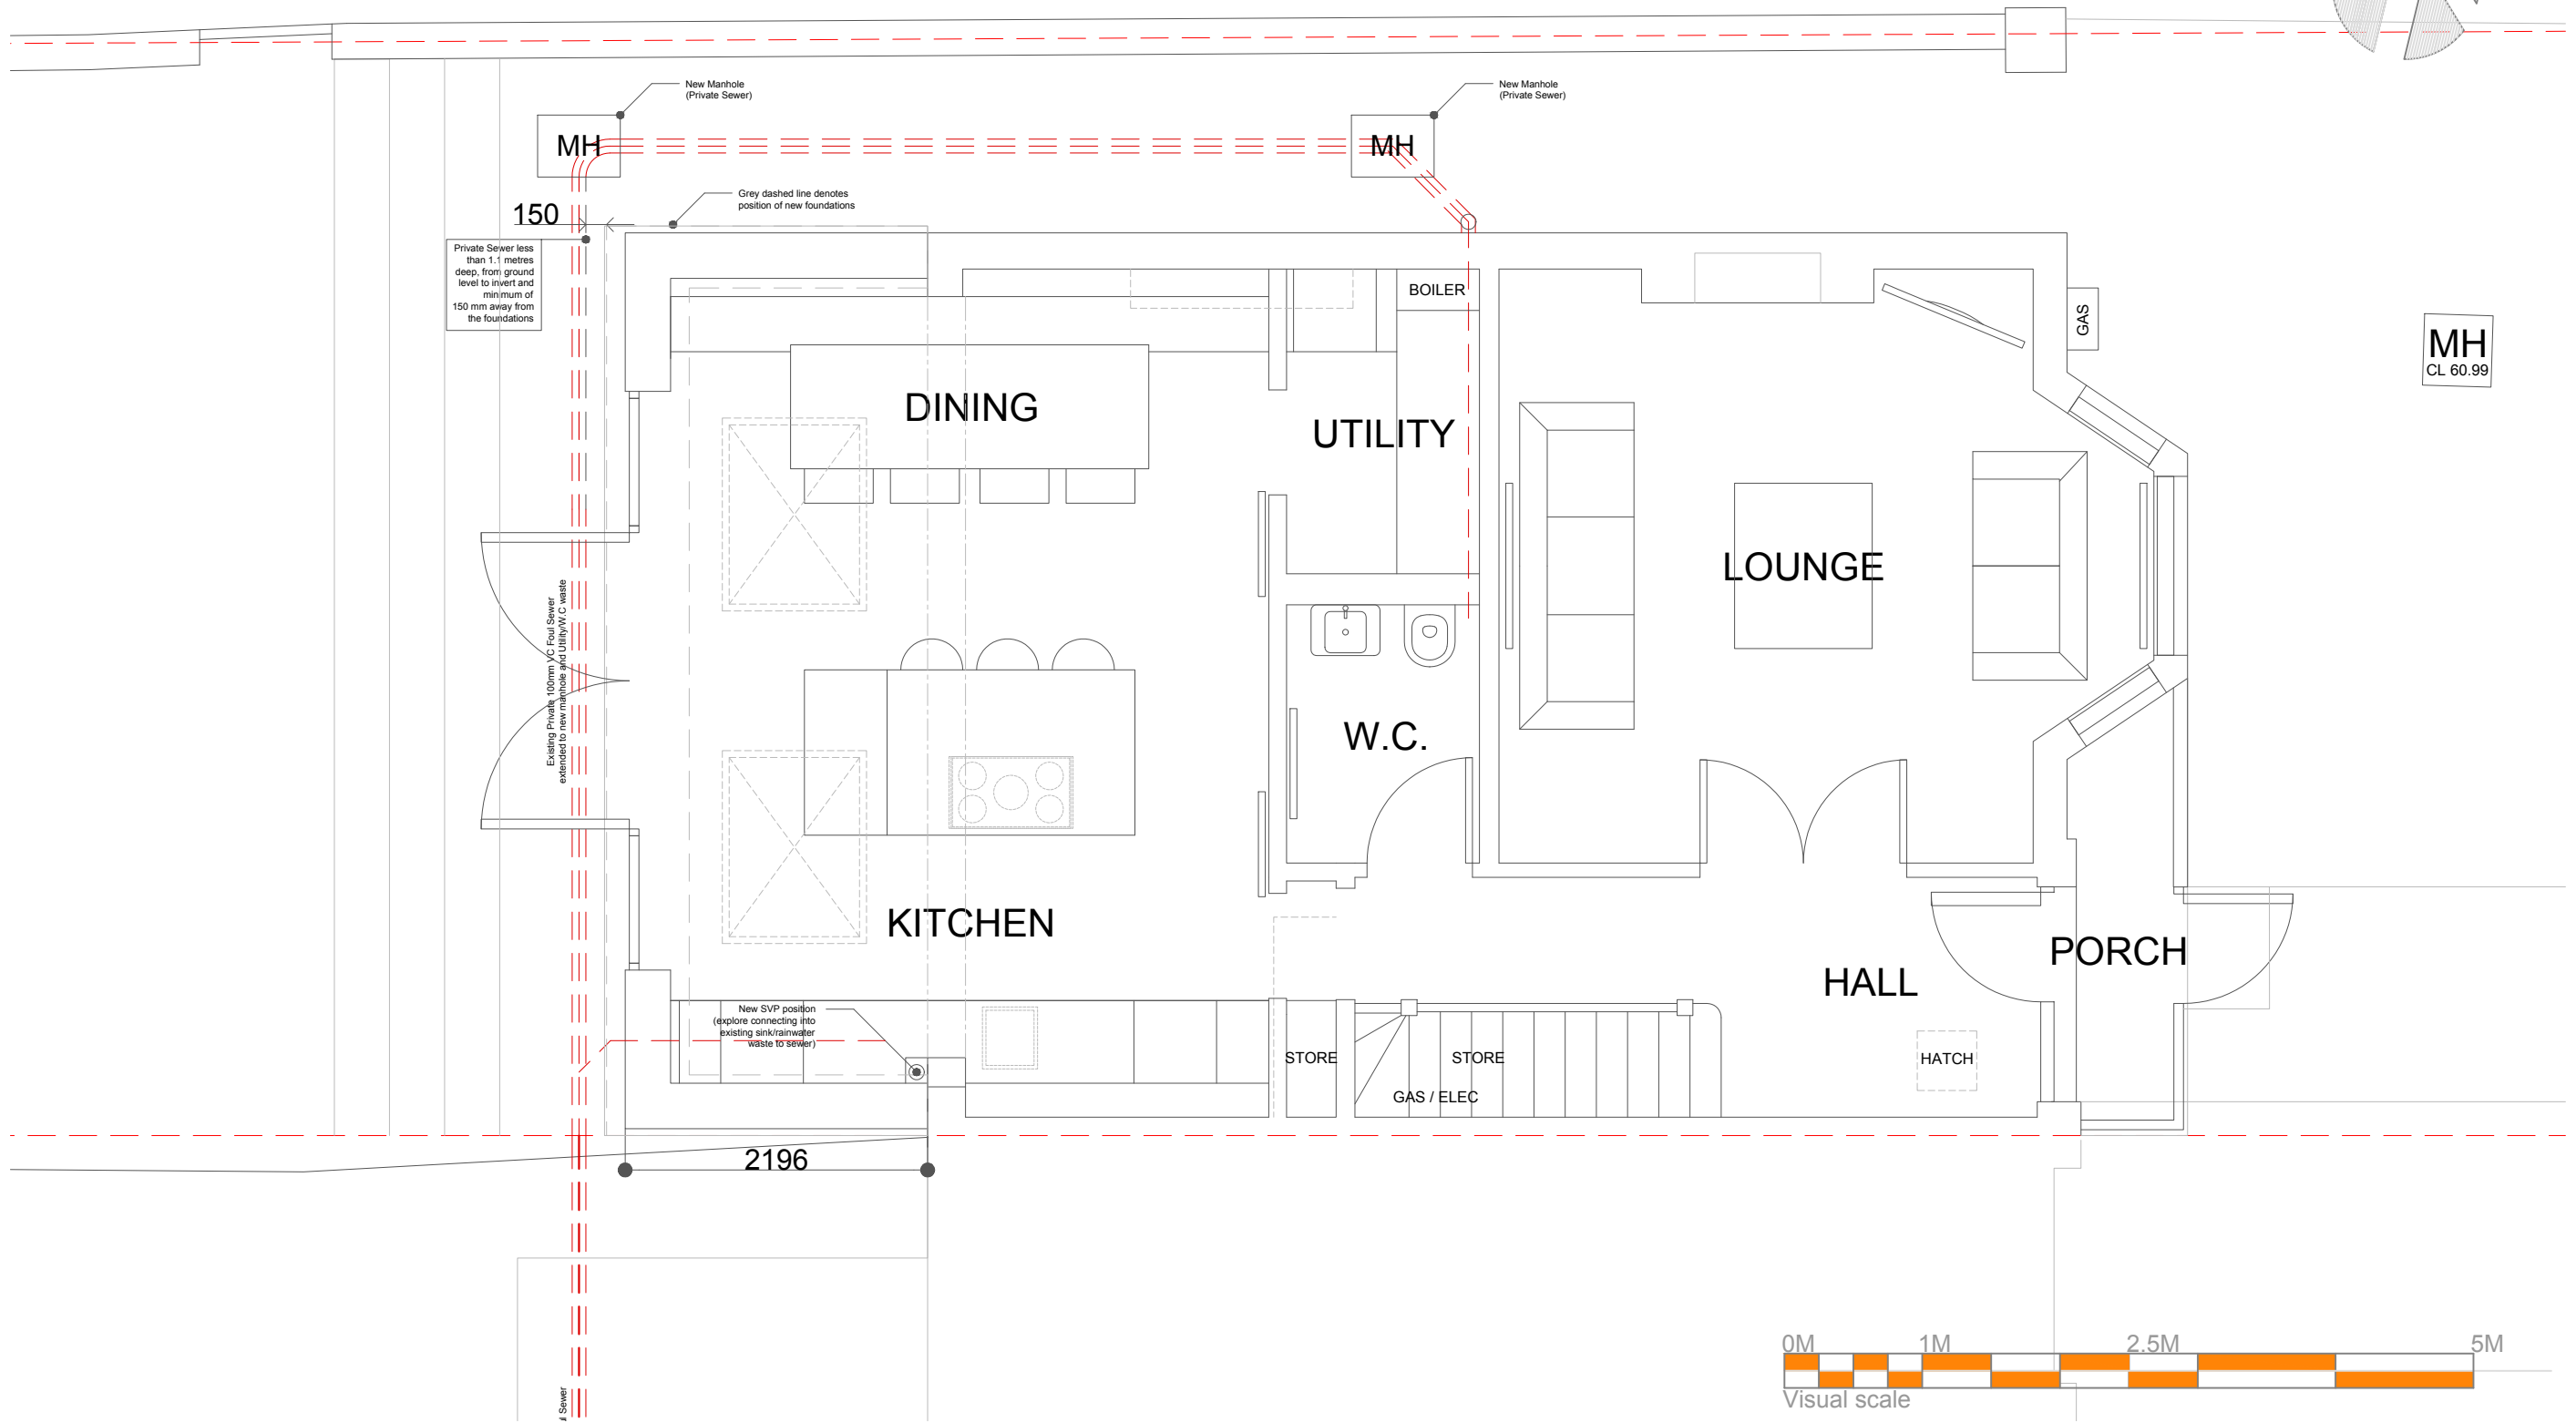 New Manhole
(Private Sewer)
New Manhole
(Private Sewer)
MH
MH
Grey dashed line denotes
position of new foundations
150
Private Sewer less
than 1.1 metres
deep, from ground
level to invert and
minimum of
150 mm away from
the foundations
BOILER
GAS
MH
CL 60.99
DINING
UTILITY
LOUNGE
Existing Private 100mm VC Foul Sewer
extended to new manhole and Utility/W.C waste
W.C.
KITCHEN
PORCH
HALL
New SVP position
(explore connecting into
existing sink/rainwater
waste to sewer)
STORE
STORE
HATCH
GAS / ELEC
2196
0M 1M 2.5M 5M
Visual scale
Sewer